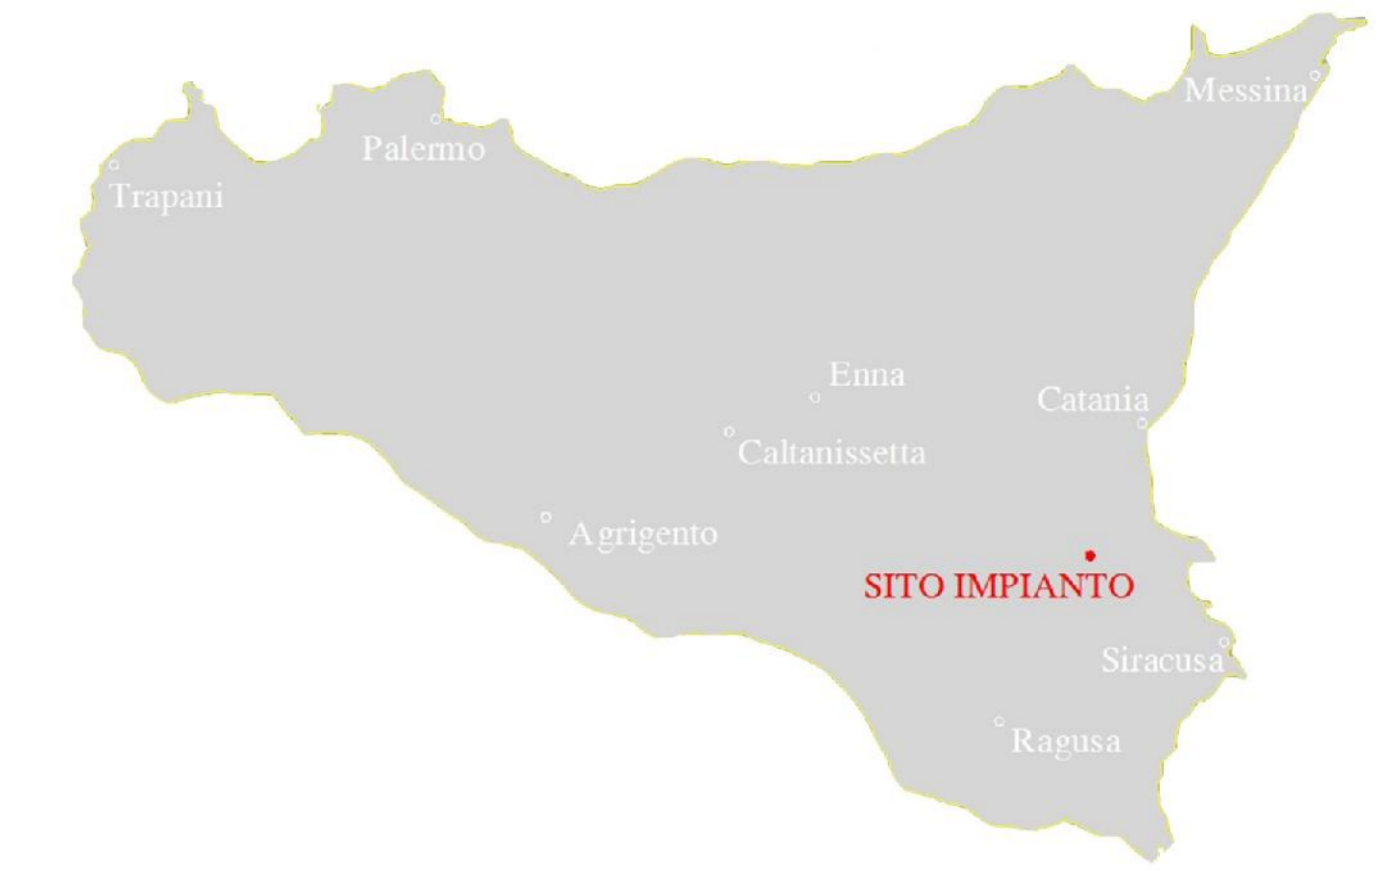 Messina
Palermo
Trapani
Enna
Catania
Caltanissetta
Agrigento
SITO IMPIANTO
Siracusa
Ragusa